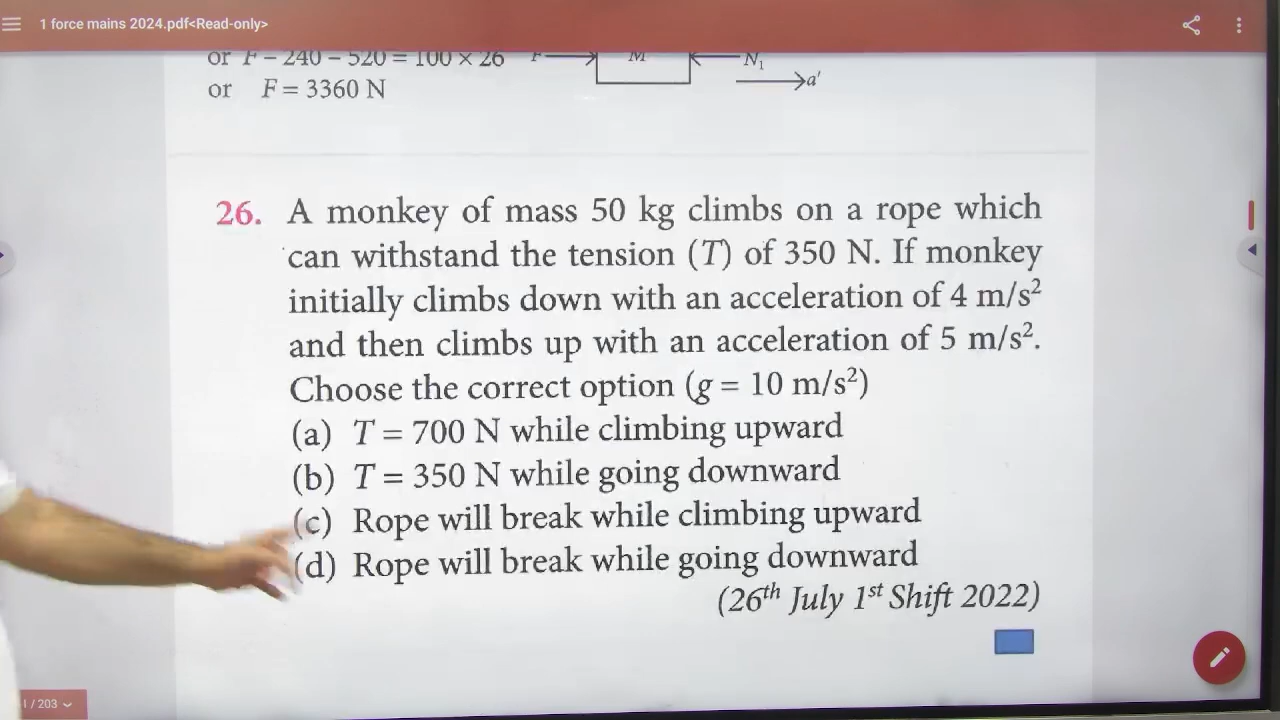 1 force mains 2024.pdf<Read-only>
or F – 240 – 520 = 100 × 26
F M N₁
or F = 3360 N
a'
26. A monkey of mass 50 kg climbs on a rope which
can withstand the tension (T) of 350 N. If monkey
initially climbs down with an acceleration of 4 m/s²
and then climbs up with an acceleration of 5 m/s².
Choose the correct option (g = 10 m/s²)
(a) T = 700 N while climbing upward
(b) T = 350 N while going downward
(c) Rope will break while climbing upward
(d) Rope will break while going downward
(26th July 1st Shift 2022)
/ 203